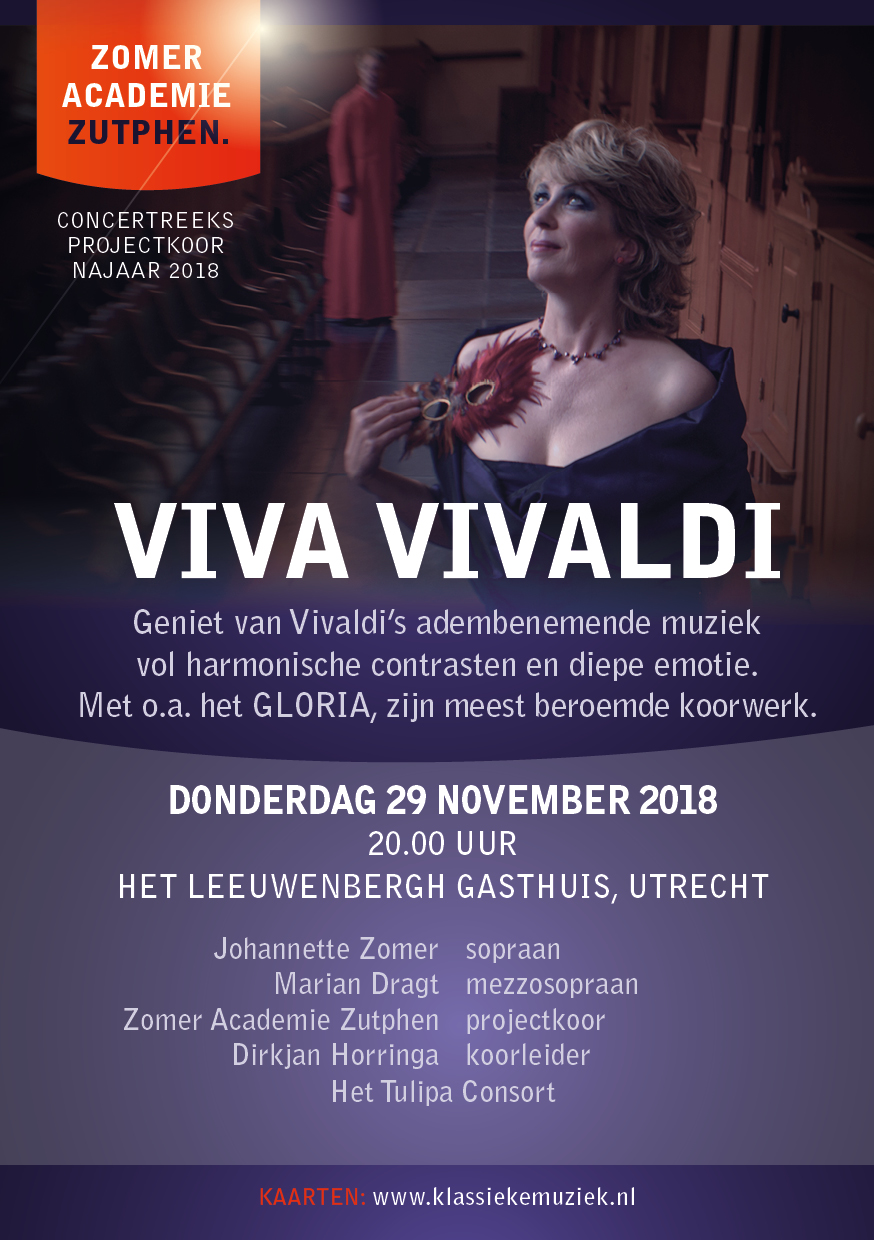 ZOMER
ACADEMIE
ZUTPHEN.
CONCERTREEKS
PROJECTKOOR
NAJAAR 2018
VIVA VIVALDI
Geniet van Vivaldi's adembenemende muziek
vol harmonische contrasten en diepe emotie.
Met o.a. het GLORIA, zijn meest beroemde koorwerk.
DONDERDAG 29 NOVEMBER 2018
20.00 UUR
HET LEEUWENBERGH GASTHUIS, UTRECHT
Johannette Zomer sopraan
Marian Dragt mezzosopraan
Zomer Academie Zutphen projectkoor
Dirkjan Horringa koorleider
Het Tulipa Consort
KAARTEN: www.klassiekemuziek.nl